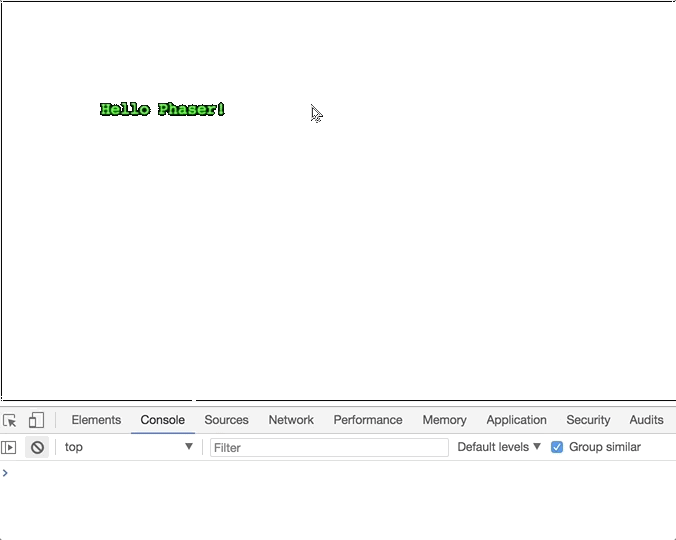 Hello Phaser!
Elements Console Sources Network Performance Memory Application Security Audits
top Filter Default levels ▼ Group similar